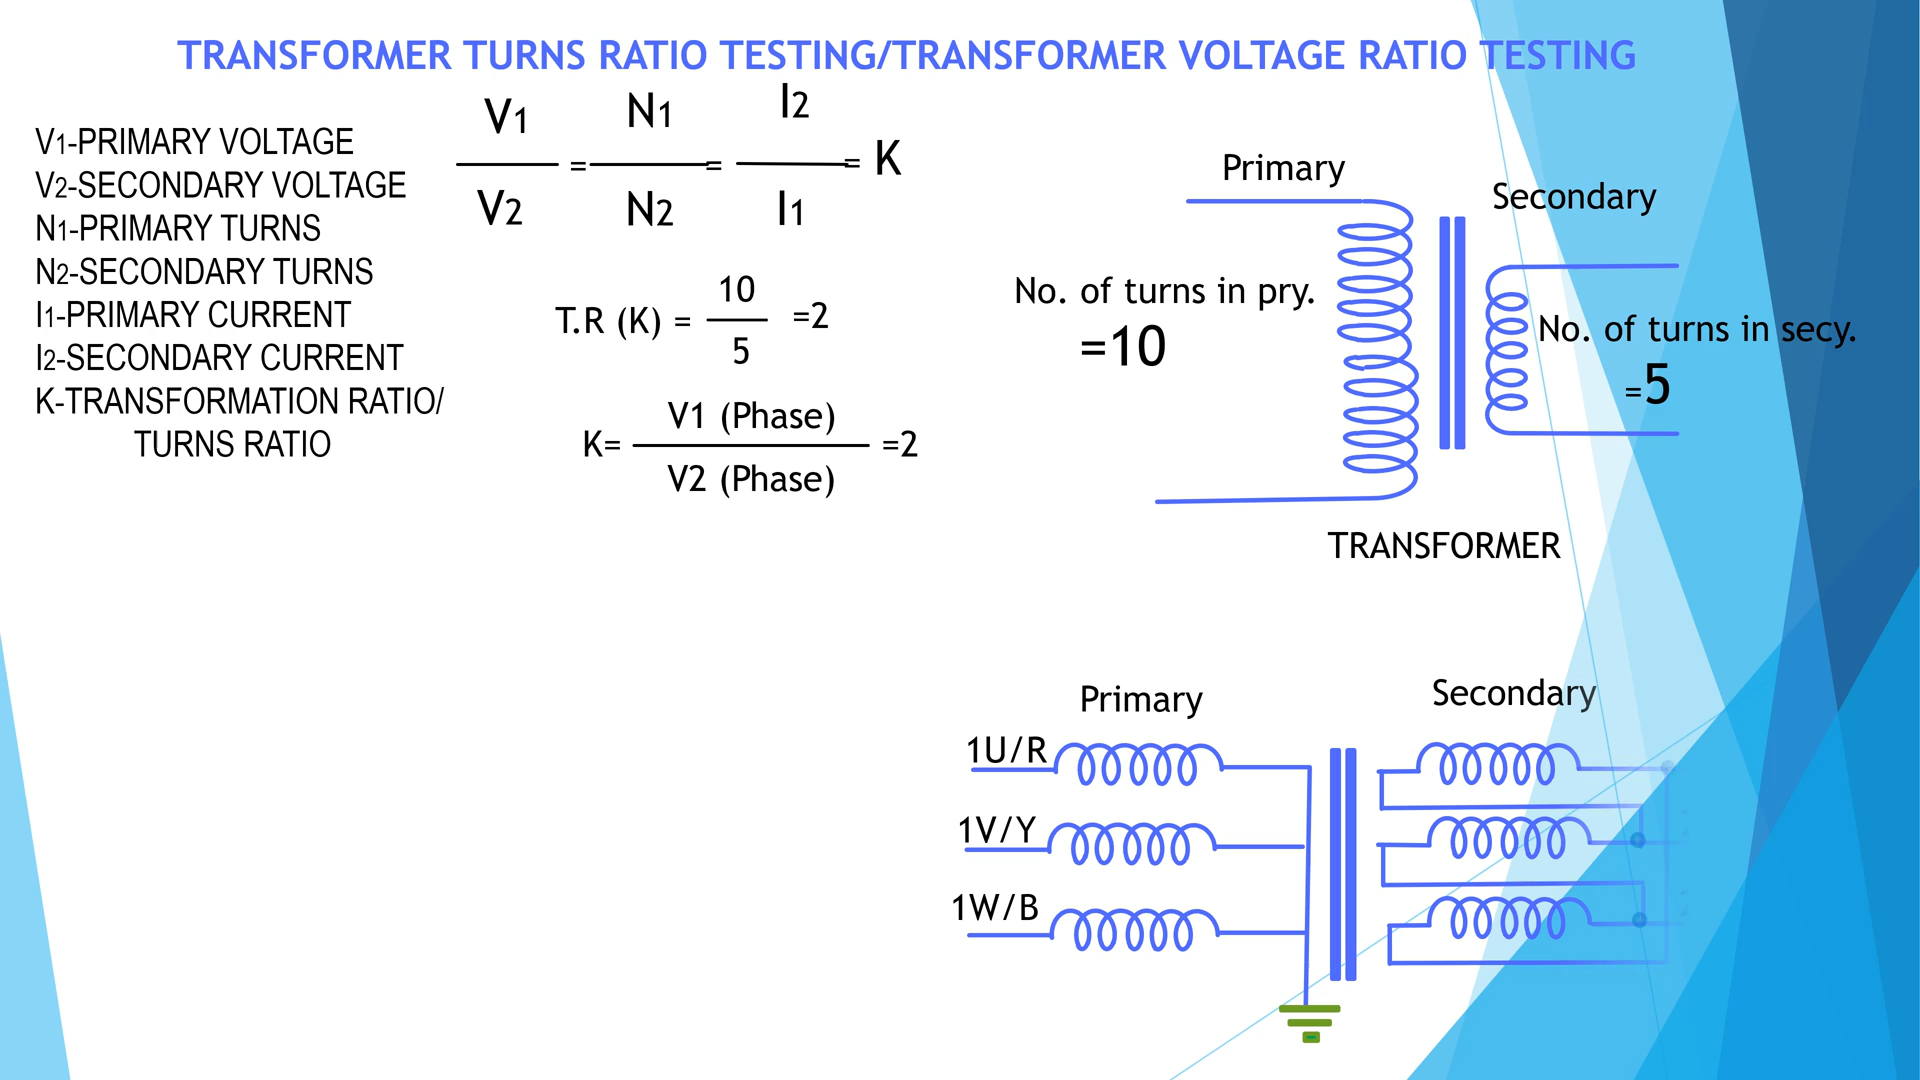 TRANSFORMER TURNS RATIO TESTING/TRANSFORMER VOLTAGE RATIO TESTING
V1-PRIMARY VOLTAGE
V2-SECONDARY VOLTAGE
N1-PRIMARY TURNS
N2-SECONDARY TURNS
I1-PRIMARY CURRENT
I2-SECONDARY CURRENT
K-TRANSFORMATION RATIO/
TURNS RATIO
V1 N1 I2
= = = K
V2 N2 I1
10
T.R (K) = =2
5
V1 (Phase)
K= =2
V2 (Phase)
Primary
Secondary
No. of turns in pry.
=10
No. of turns in secy.
=5
TRANSFORMER
Primary
Secondary
1U/R
1V/Y
1W/B